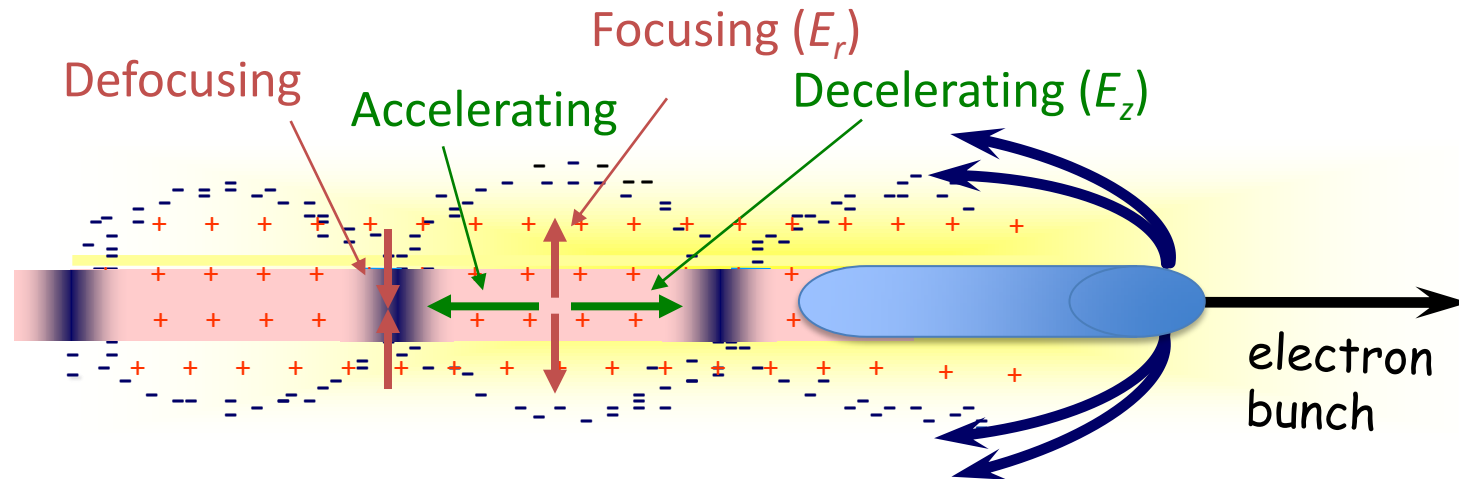 Focusing (Er)
Defocusing
Accelerating
Decelerating (Ez)
electron
bunch